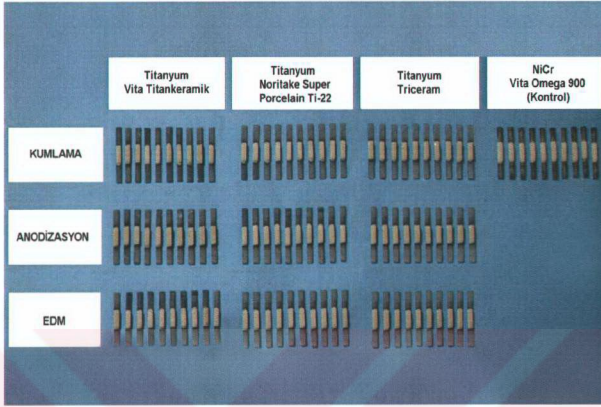 Titanyum
Vita Titankeramik
Titanyum
Noritake Super
Porcelain Ti-22
Titanyum
Triceram
NiCr
Vita Omega 900
(Kontrol)
KUMLAMA
ANODİZASYON
EDM